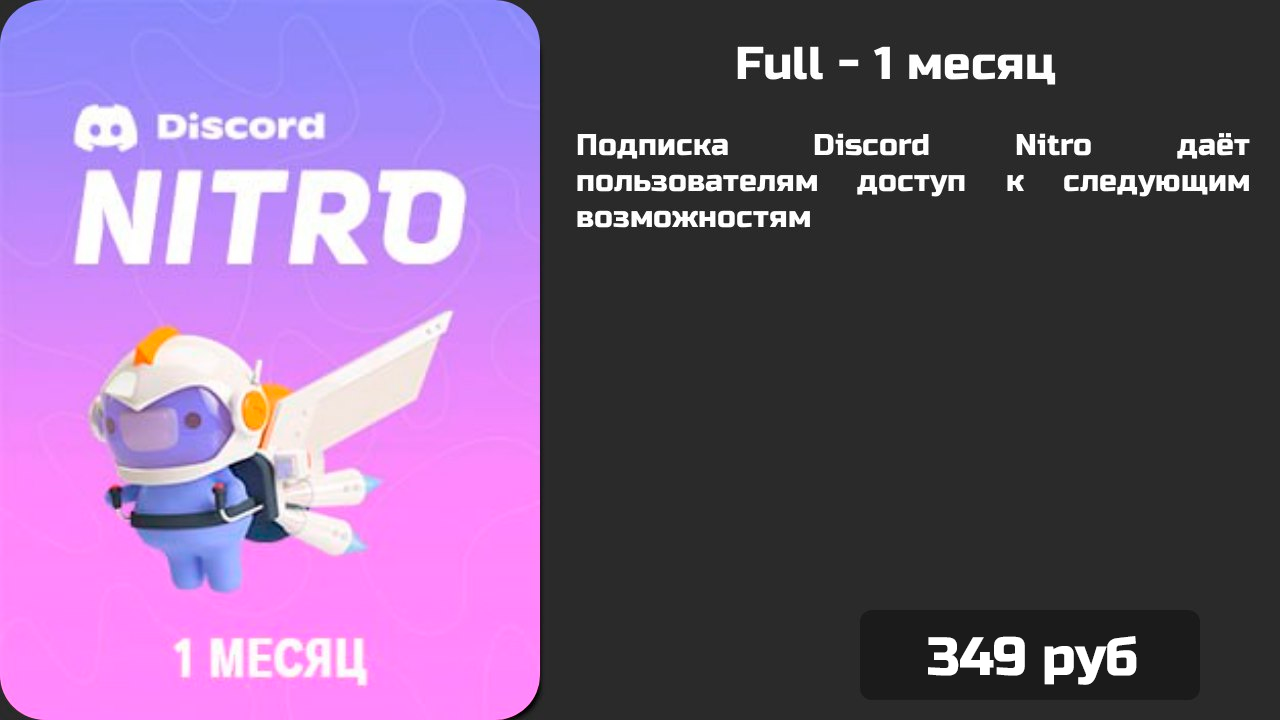 Discord
NITRO
1 МЕСЯЦ
Full - 1 месяц
Подписка Discord Nitro даёт
пользователям доступ к следующим
возможностям
349 руб